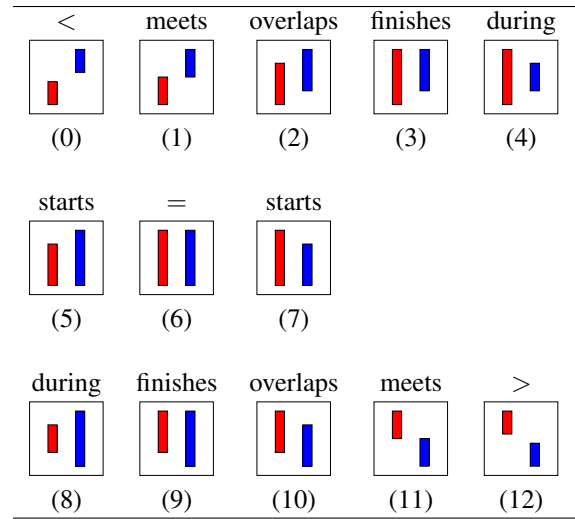 < meets overlaps finishes during
(0) (1) (2) (3) (4)
starts = starts
(5) (6) (7)
during finishes overlaps meets >
(8) (9) (10) (11) (12)